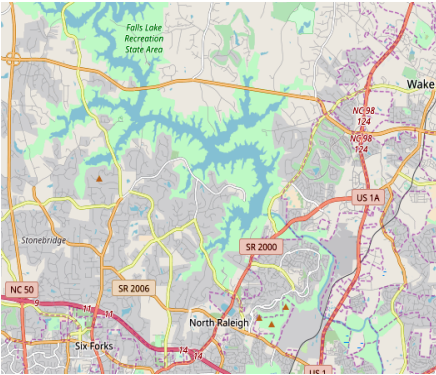 Falls Lake
Recreation
State Area
NC 98
124
NC 98
124
Wake
US 1A
Stonebridge
SR 2000
NC 50
SR 2006
9
11
11
North Raleigh
Six Forks
14
14
US 1